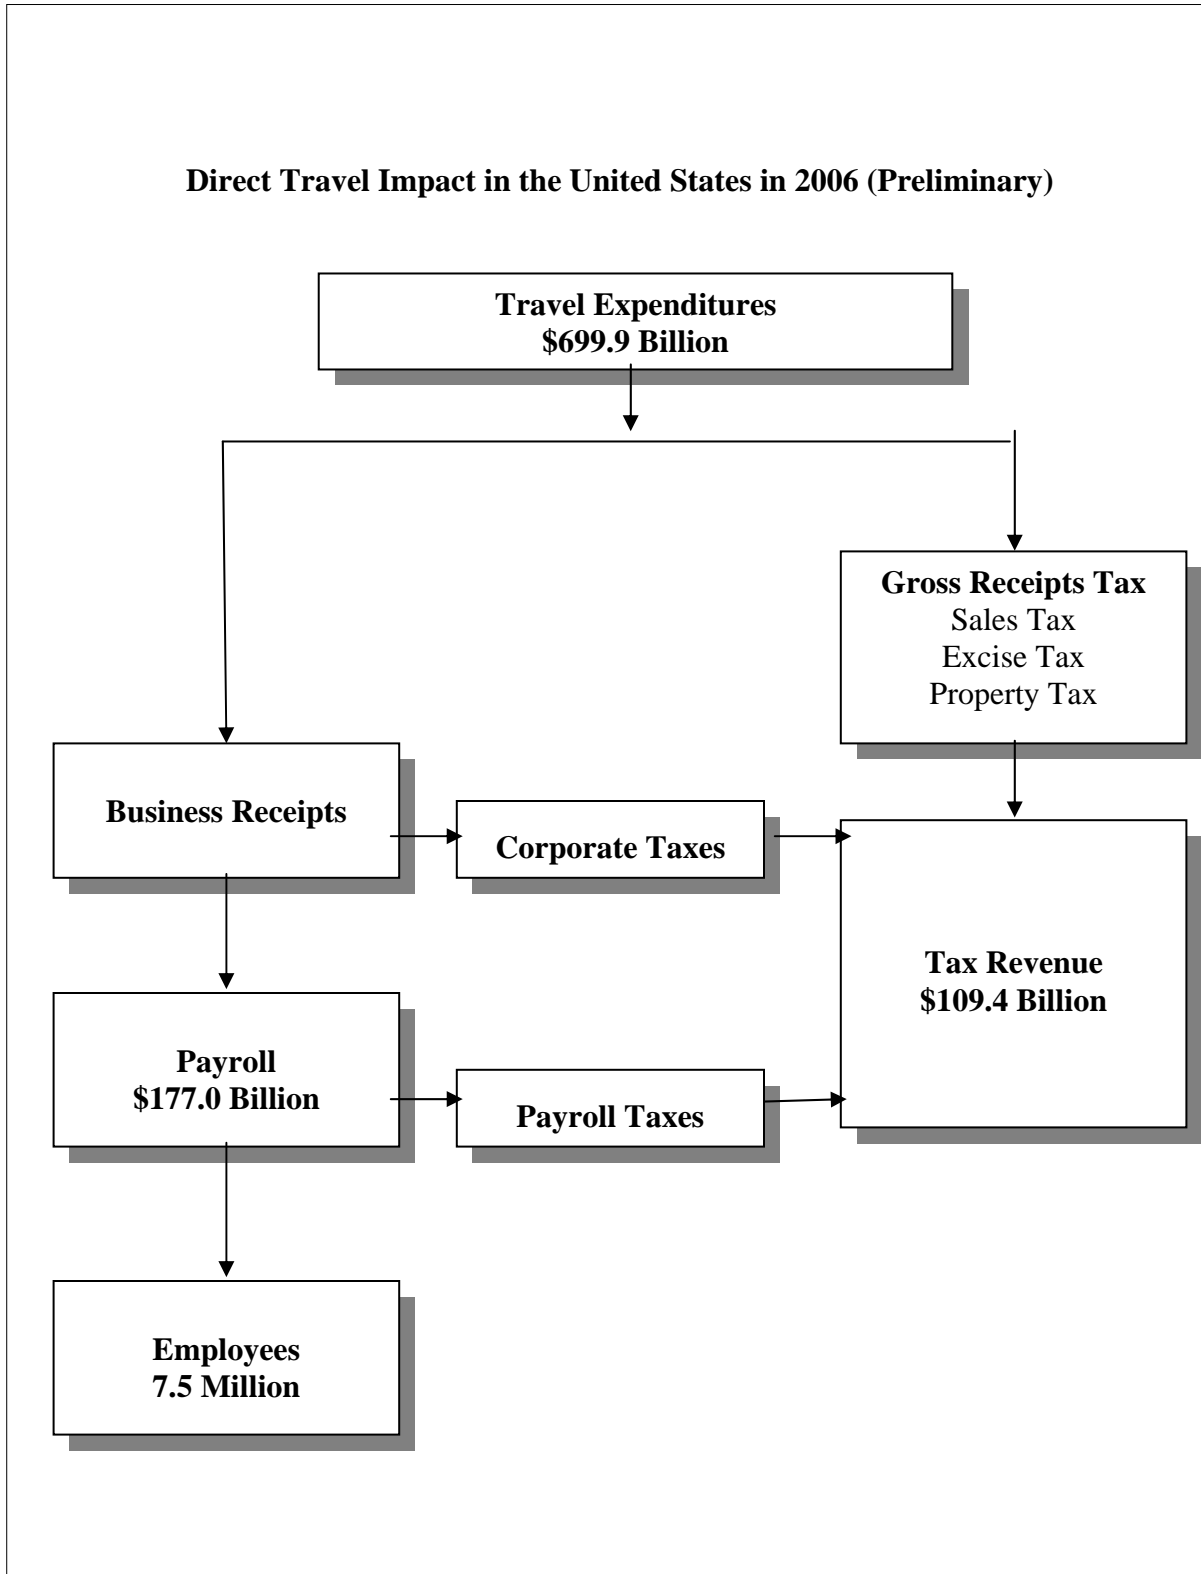 Direct Travel Impact in the United States in 2006 (Preliminary)
Travel Expenditures
$699.9 Billion
Gross Receipts Tax
Sales Tax
Excise Tax
Property Tax
Business Receipts
Corporate Taxes
Tax Revenue
$109.4 Billion
Payroll
$177.0 Billion
Payroll Taxes
Employees
7.5 Million